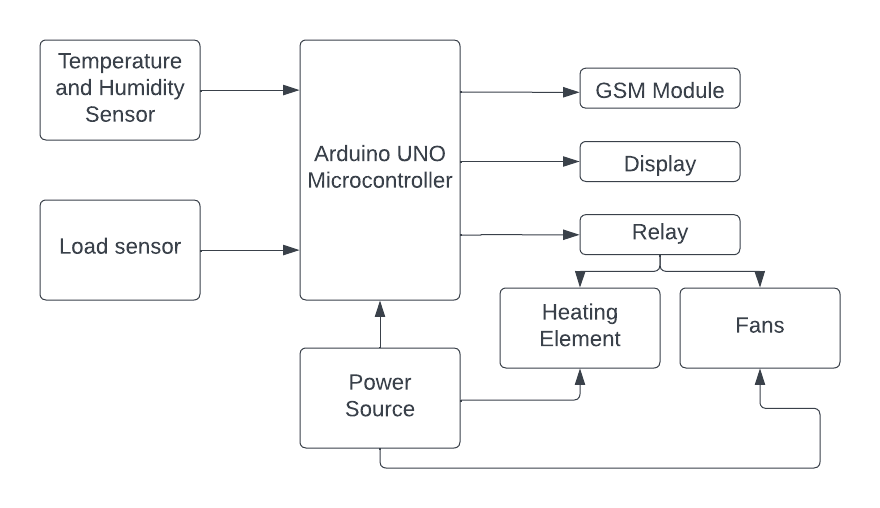 Temperature
and Humidity
Sensor
Arduino UNO
Microcontroller
GSM Module
Display
Relay
Load sensor
Heating
Element
Fans
Power
Source